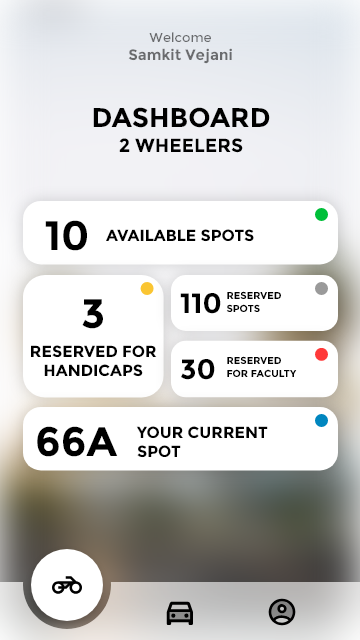 Welcome
Samkit Vejani
DASHBOARD
2 WHEELERS
10 AVAILABLE SPOTS
3
RESERVED FOR
HANDICAPS
110 RESERVED
SPOTS
30 RESERVED
FOR FACULTY
66A YOUR CURRENT
SPOT